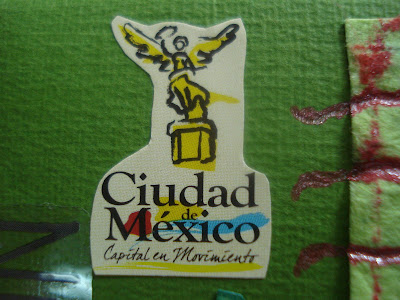 Ciudad
de
México
Capital en Movimiento